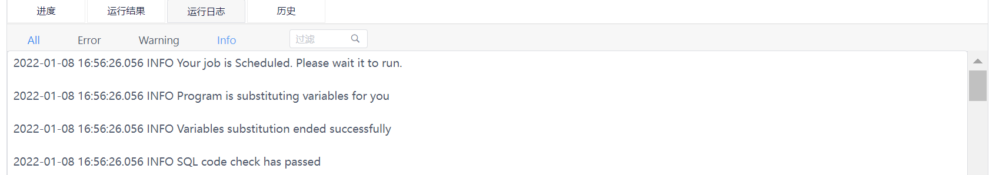 进度 运行结果 运行日志 历史
All Error Warning Info 过滤
2022-01-08 16:56:26.056 INFO Your job is Scheduled. Please wait it to run.
2022-01-08 16:56:26.056 INFO Program is substituting variables for you
2022-01-08 16:56:26.056 INFO Variables substitution ended successfully
2022-01-08 16:56:26.056 INFO SQL code check has passed